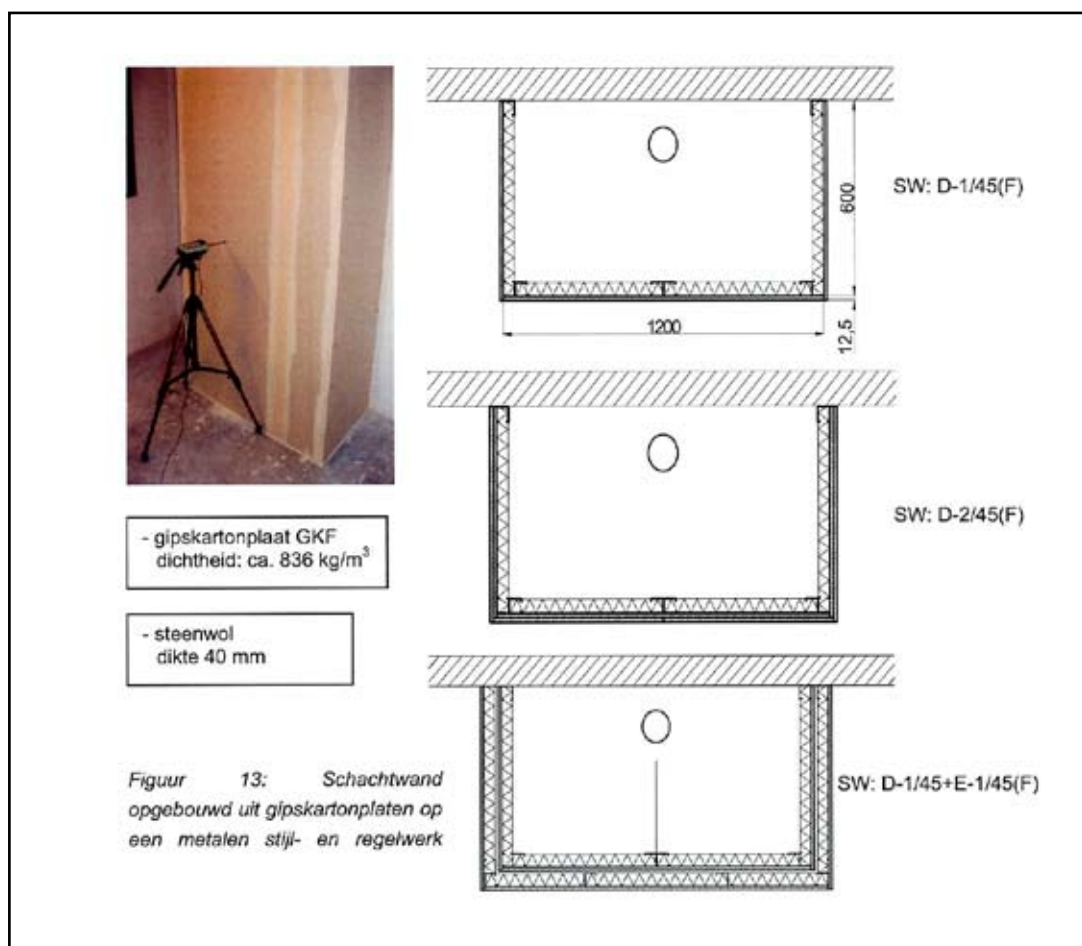 SW: D-1/45(F)
600
1200
12,5
SW: D-2/45(F)
- gipskartonplaat GKF
dichtheid: ca. 836 kg/m³
- steenwol
dikte 40 mm
SW: D-1/45+E-1/45(F)
Figuur 13: Schachtwand
opgebouwd uit gipskartonplaten op
een metalen stijl- en regelwerk